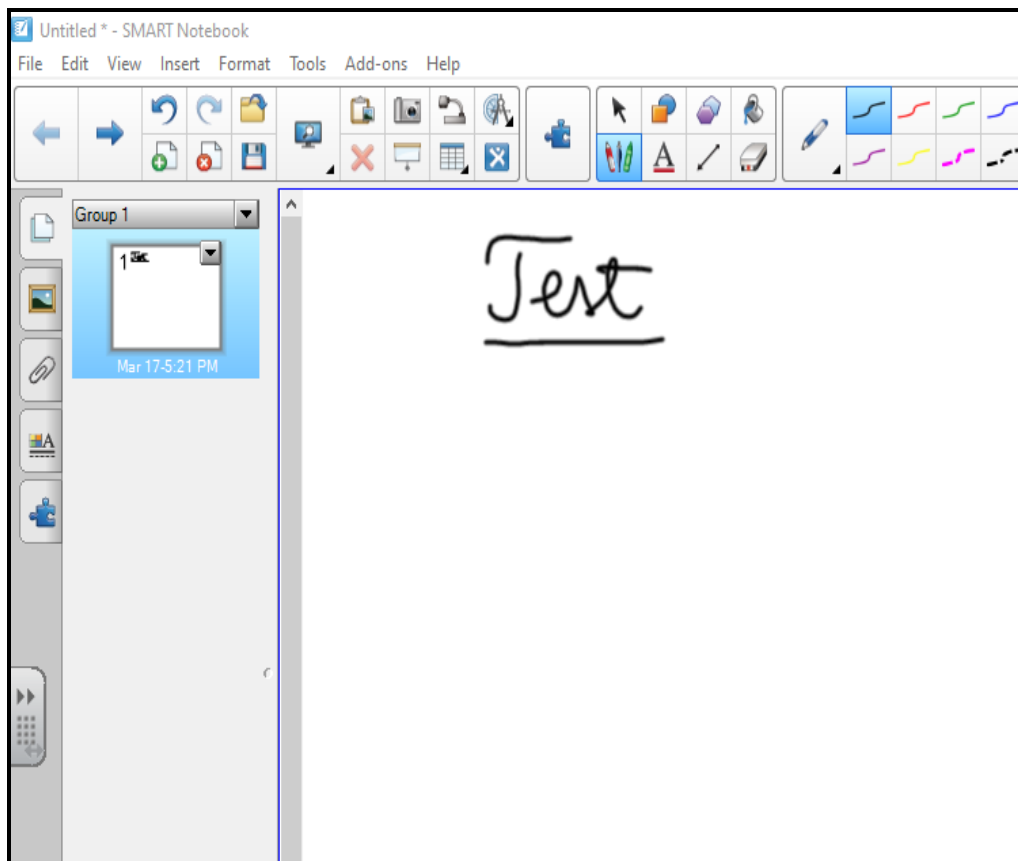 Untitled * - SMART Notebook
File Edit View Insert Format Tools Add-ons Help
Group 1
1
Mar 17-5:21 PM
Test